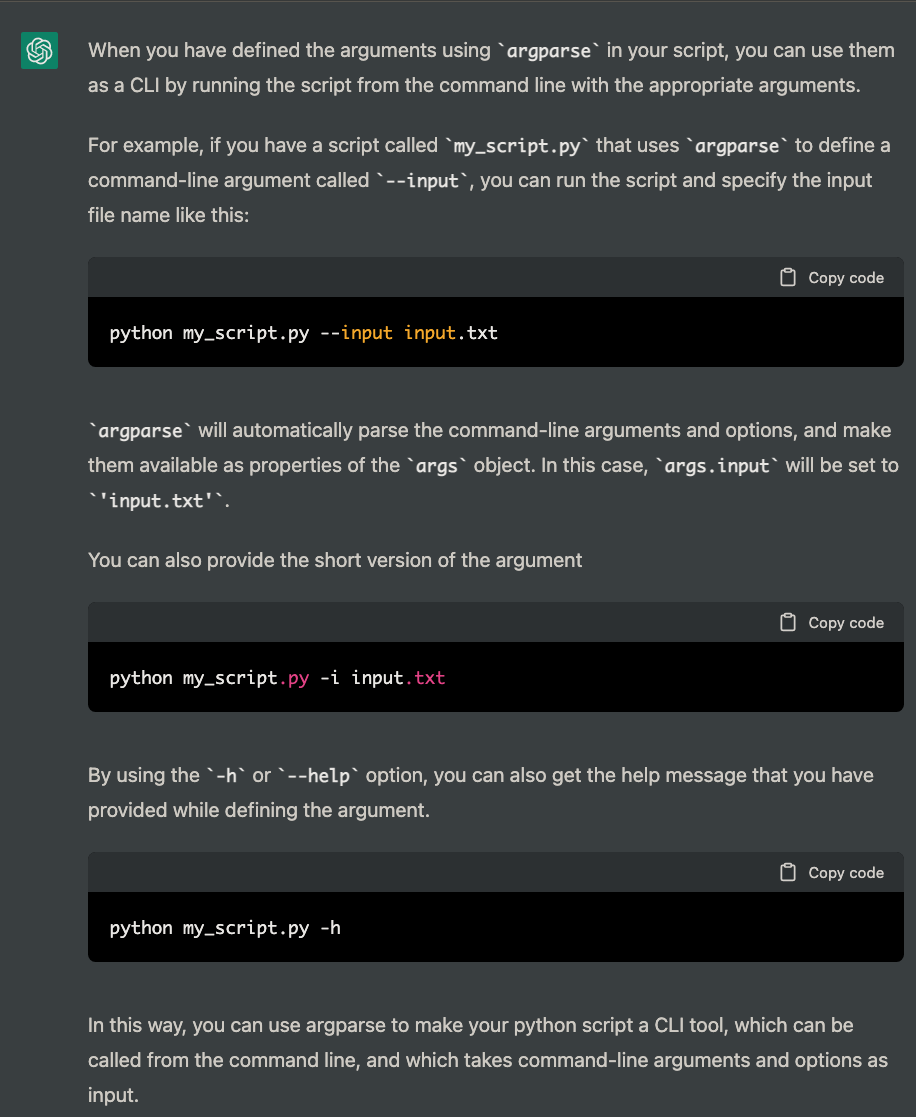 When you have defined the arguments using `argparse` in your script, you can use them
as a CLI by running the script from the command line with the appropriate arguments.
For example, if you have a script called `my_script.py` that uses `argparse` to define a
command-line argument called `--input`, you can run the script and specify the input
file name like this:
Copy code
python my_script.py --input input.txt
`argparse` will automatically parse the command-line arguments and options, and make
them available as properties of the `args` object. In this case, `args.input` will be set to
`'input.txt'`.
You can also provide the short version of the argument
Copy code
python my_script.py -i input.txt
By using the `-h` or `--help` option, you can also get the help message that you have
provided while defining the argument.
Copy code
python my_script.py -h
In this way, you can use argparse to make your python script a CLI tool, which can be
called from the command line, and which takes command-line arguments and options as
input.